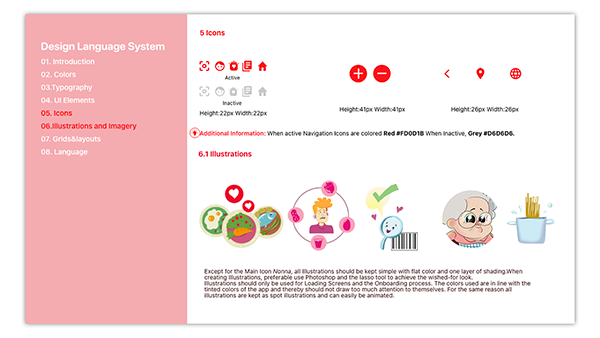 Design Language System
01. Introduction
02. Colors
03.Typography
04. UI Elements
05. Icons
06.Illustrations and Imagery
07. Grids&layouts
08. Language
5 Icons
Active
Inactive
Height:22px Width:22px
Height:41px Width:41px
Height:26px Width:26px
Additional Information: When active Navigation Icons are colored Red #FD0D1B When Inactive, Grey #D6D6D6.
6.1 Illustrations
Except for the Main Icon Nonna, all Illustrations should be kept simple with flat color and one layer of shading.When
creating Illustrations, preferable use Photoshop and the lasso tool to achieve the wished-for look.
Illustrations should only be used for Loading Screens and the Onboarding process. The colors used are in line with the
tinted colors of the app and thereby should not draw too much attention to themselves. For the same reason all
illustrations are kept as spot illustrations and can easily be animated.